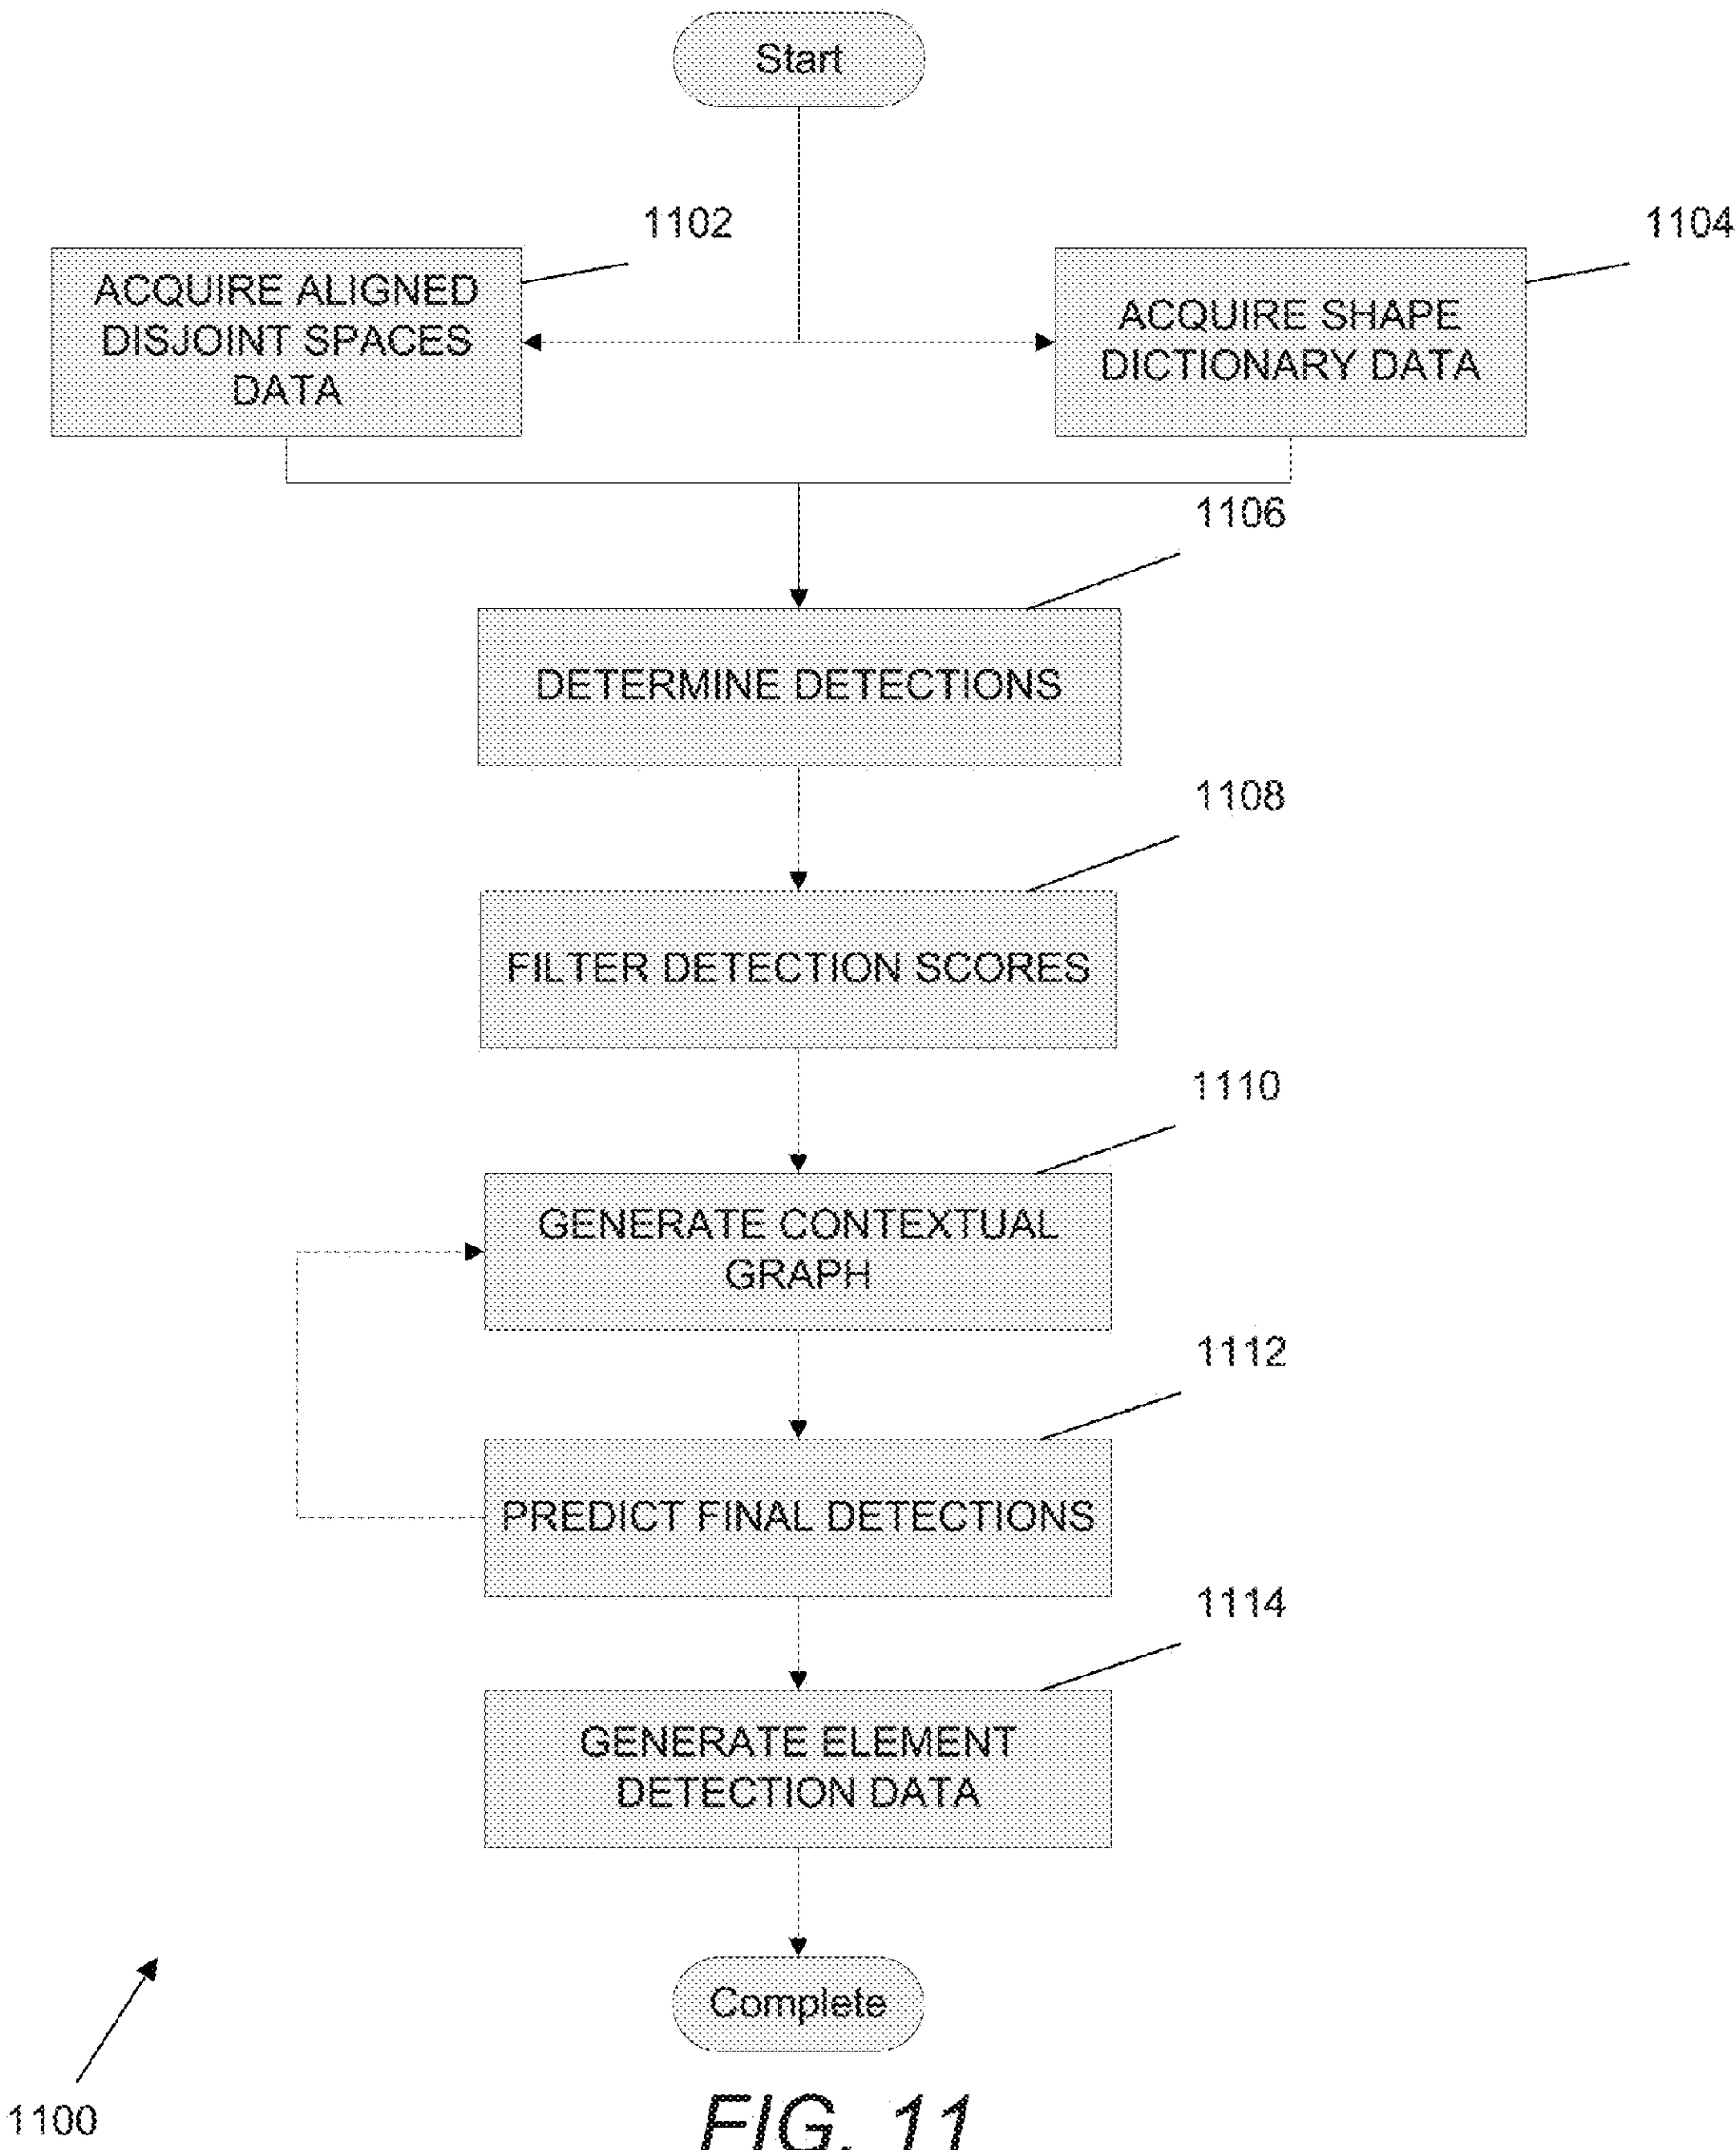 Start
1102
1104
ACQUIRE ALIGNED
DISJOINT SPACES
DATA
ACQUIRE SHAPE
DICTIONARY DATA
1106
DETERMINE DETECTIONS
1108
FILTER DETECTION SCORES
1110
GENERATE CONTEXTUAL
GRAPH
1112
PREDICT FINAL DETECTIONS
1114
GENERATE ELEMENT
DETECTION DATA
Complete
1100
FIG. 11